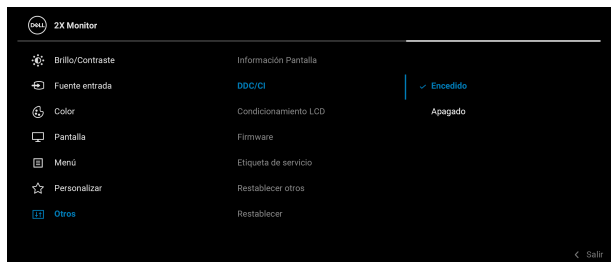 DELL 2X Monitor
Brillo/Contraste Información Pantalla
Fuente entrada DDC/CI Encedido
Color Condicionamiento LCD Apagado
Pantalla Firmware
Menú Etiqueta de servicio
Personalizar Restablecer otros
Otros Restablecer
Salir